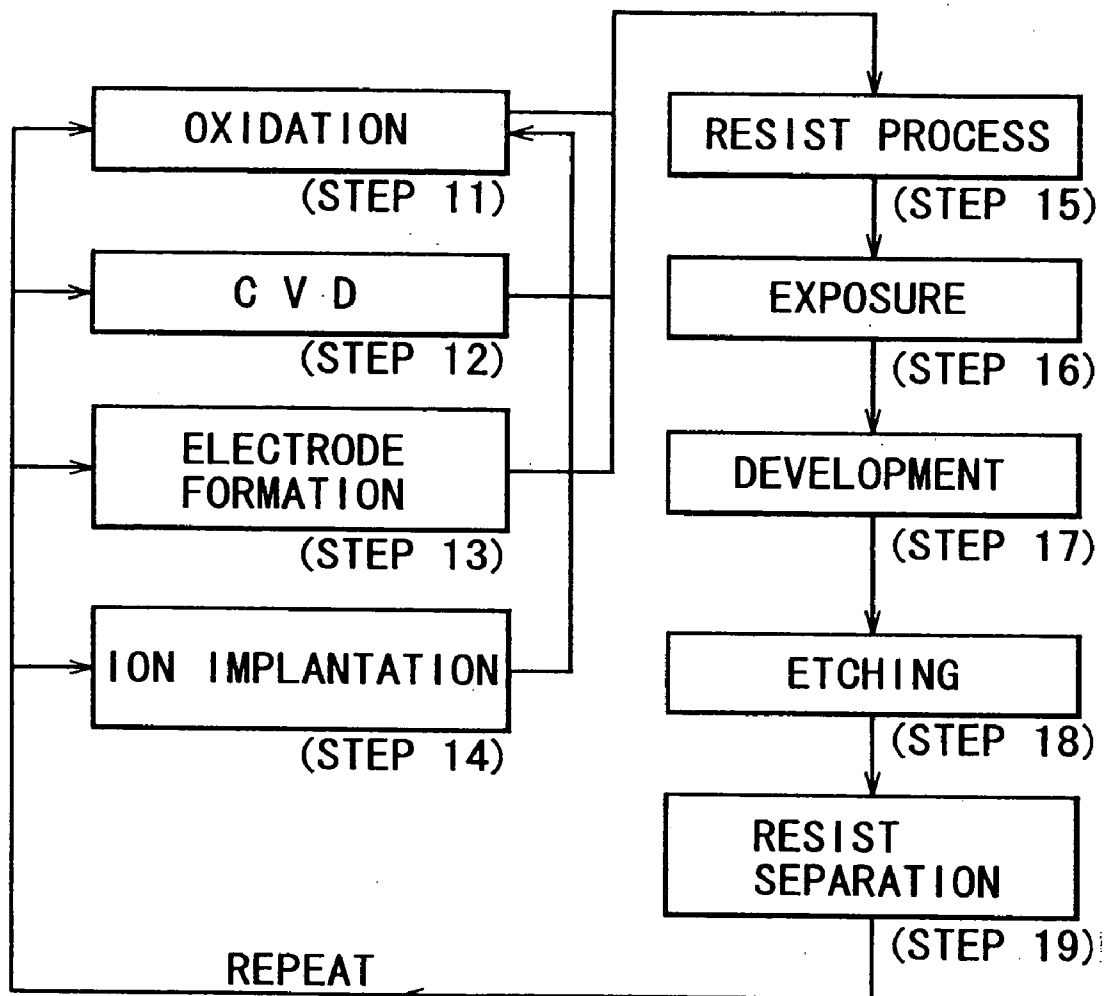 OXIDATION
(STEP 11)
C V D
(STEP 12)
ELECTRODE
FORMATION
(STEP 13)
ION IMPLANTATION
(STEP 14)
RESIST PROCESS
(STEP 15)
EXPOSURE
(STEP 16)
DEVELOPMENT
(STEP 17)
ETCHING
(STEP 18)
RESIST
SEPARATION
(STEP 19)
REPEAT